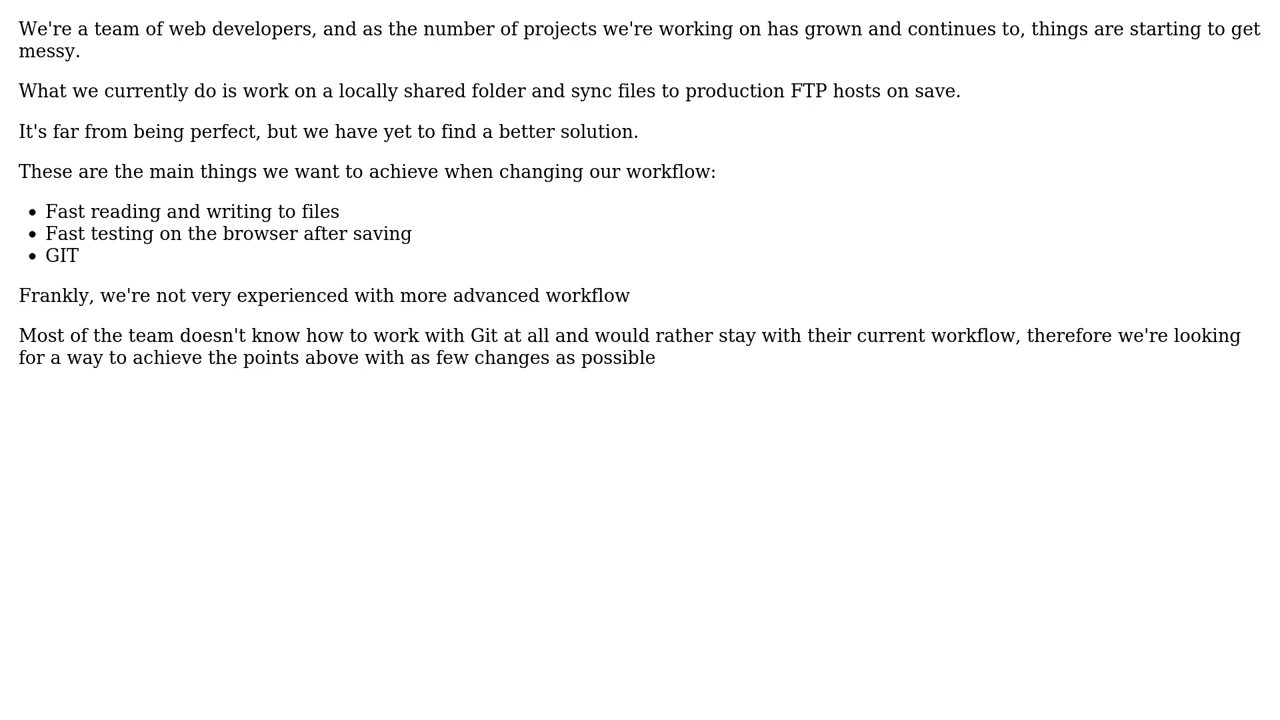 We're a team of web developers, and as the number of projects we're working on has grown and continues to, things are starting to get
messy.
What we currently do is work on a locally shared folder and sync files to production FTP hosts on save.
It's far from being perfect, but we have yet to find a better solution.
These are the main things we want to achieve when changing our workflow:
• Fast reading and writing to files
• Fast testing on the browser after saving
• GIT
Frankly, we're not very experienced with more advanced workflow
Most of the team doesn't know how to work with Git at all and would rather stay with their current workflow, therefore we're looking
for a way to achieve the points above with as few changes as possible